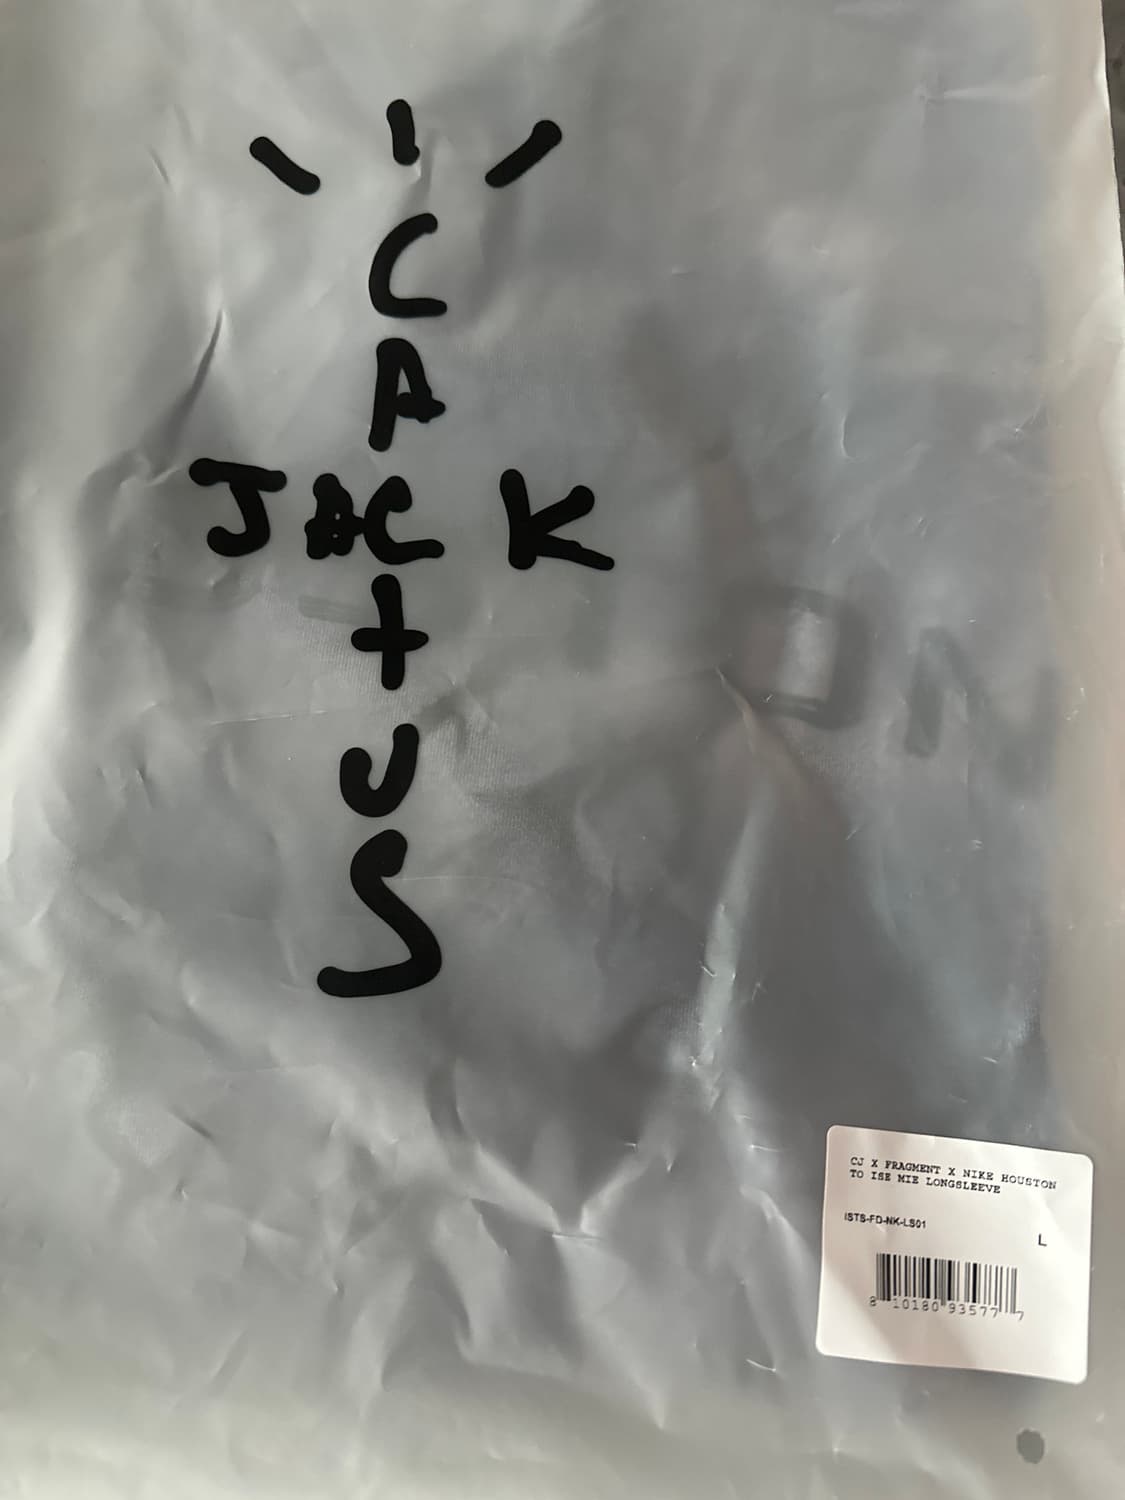 C
A
JACK
T
U
S
CJ X FRAGMENT X NIKE HOUSTON
TO ISE MIE LONGSLEEVE
ISTS-FD-NK-LS01
L
8 10180 93577 7